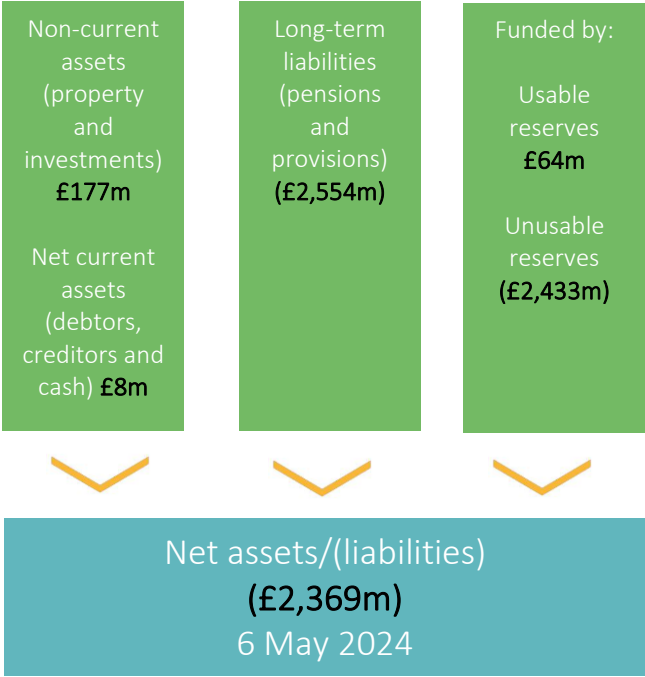 Non-current
assets
(property
and
investments)
£177m
Net current
assets
(debtors,
creditors and
cash) £8m
Long-term
liabilities
(pensions
and
provisions)
(£2,554m)
Funded by:
Usable
reserves
£64m
Unusable
reserves
(£2,433m)
Net assets/(liabilities)
(£2,369m)
6 May 2024